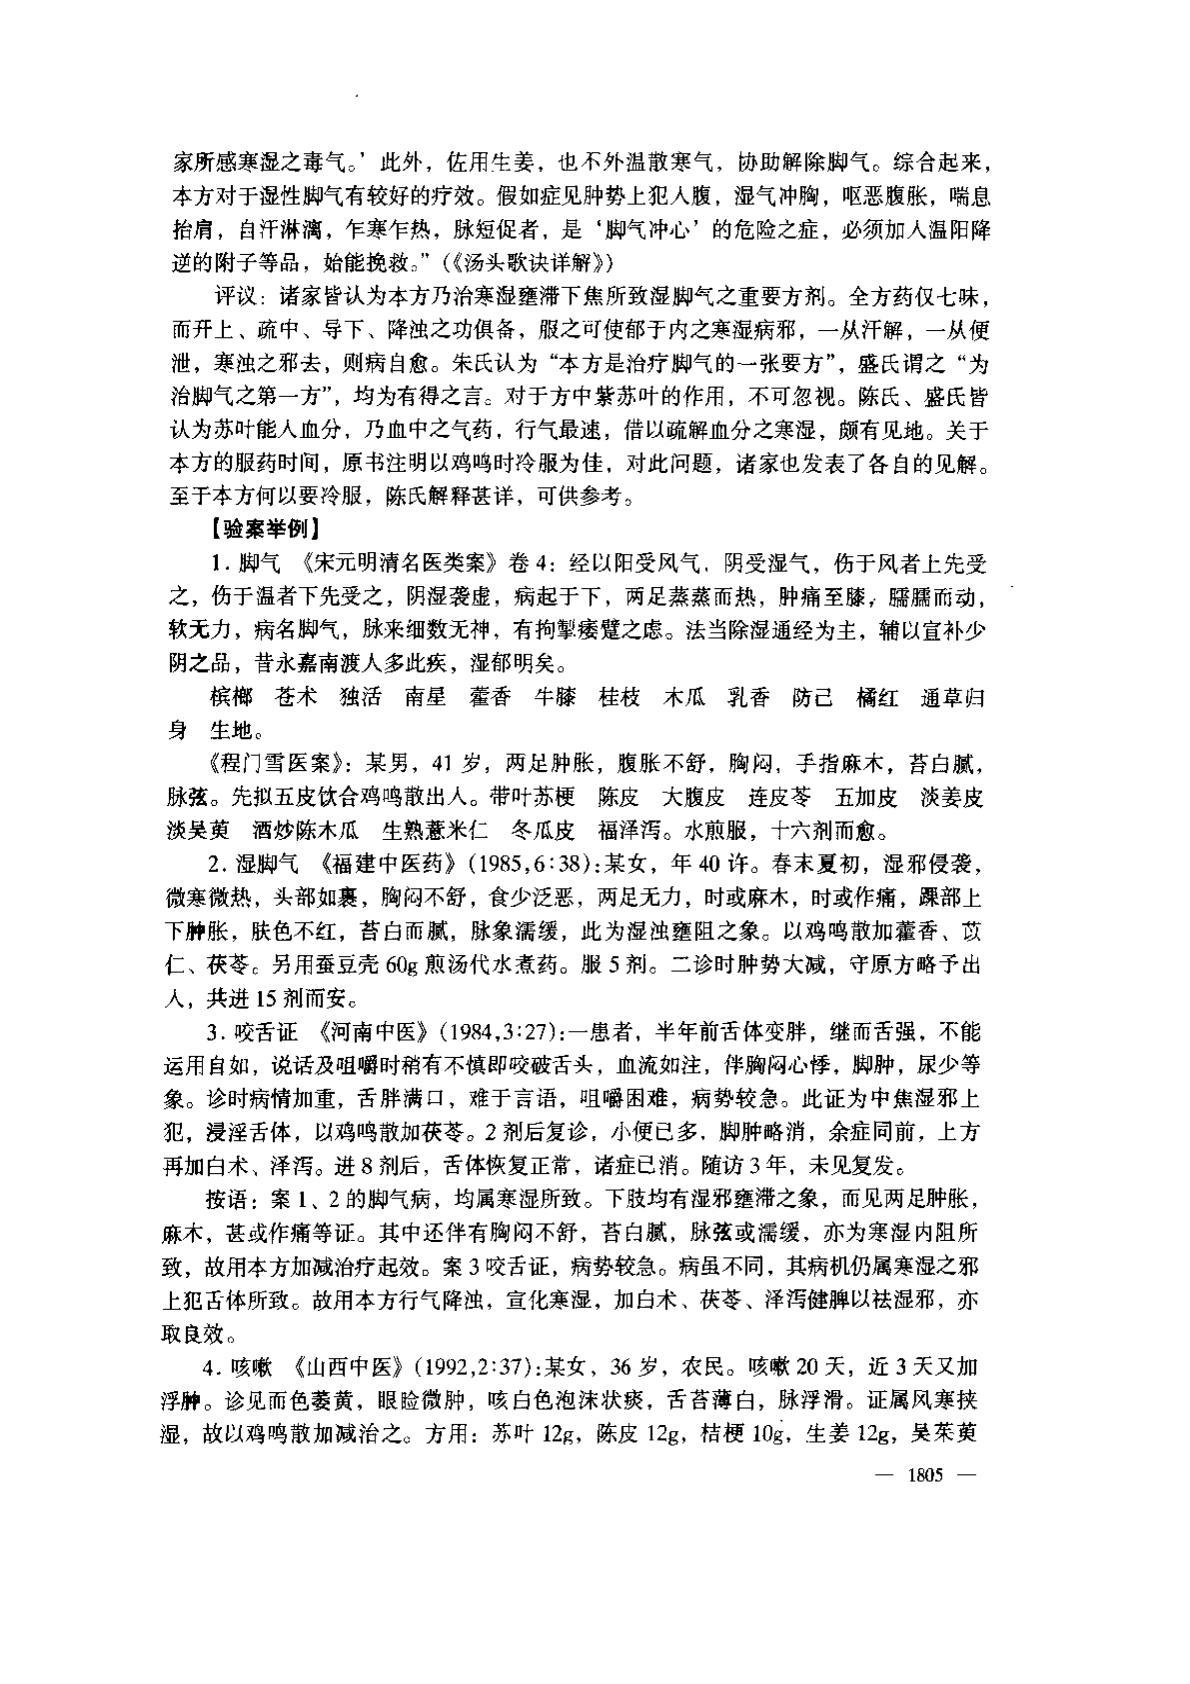 家所感寒湿之毒气。’此外，佐用生姜，也不外温散寒气，协助解除脚气。综合起来，
本方对于湿性脚气有较好的疗效。假如症见肿势上犯入腹，湿气冲胸，呕恶腹胀，喘息
抬肩，自汗淋漓，乍寒乍热，脉短促者，是‘脚气冲心’的危险之症，必须加入温阳降
逆的附子等品，始能挽救。”（《汤头歌诀详解》）
评议：诸家皆认为本方乃治寒湿壅滞下焦所致湿脚气之重要方剂。全方药仅七味，
而开上、疏中、导下、降浊之功俱备，服之可使郁于内之寒湿病邪，一从汗解，一从便
泄，寒浊之邪去，则病自愈。朱氏认为“本方是治疗脚气的一张要方”，盛氏谓之“为
治脚气之第一方”，均为有得之言。对于方中紫苏叶的作用，不可忽视。陈氏、盛氏皆
认为苏叶能入血分，乃血中之气药，行气最速，借以疏解血分之寒湿，颇有见地。关于
本方的服药时间，原书注明以鸡鸣时冷服为佳，对此问题，诸家也发表了各自的见解。
至于本方何以要冷服，陈氏解释甚详，可供参考。
【验案举例】
1. 脚气 《宋元明清名医类案》卷 4：经以阳受风气，阴受湿气，伤于风者上先受
之，伤于温者下先受之，阴湿袭虚，病起于下，两足蒸蒸而热，肿痛至膝，臑臑而动，
软无力，病名脚气，脉来细数无神，有拘挛痿躄之虑。法当除湿通经为主，辅以宣补少
阴之品，昔永嘉南渡人多此疾，湿郁明矣。
槟榔 苍术 独活 南星 藿香 牛膝 桂枝 木瓜 乳香 防己 橘红 通草归
身 生地。
《程门雪医案》：某男，41 岁，两足肿胀，腹胀不舒，胸闷，手指麻木，苔白腻，
脉弦。先拟五皮饮合鸡鸣散出入。带叶苏梗 陈皮 大腹皮 连皮苓 五加皮 淡姜皮
淡吴萸 酒炒陈木瓜 生熟薏米仁 冬瓜皮 福泽泻。水煎服，十六剂而愈。
2. 湿脚气 《福建中医药》(1985,6∶38):某女，年 40 许。春末夏初，湿邪侵袭，
微寒微热，头部如裹，胸闷不舒，食少泛恶，两足无力，时或麻木，时或作痛，踝部上
下肿胀，肤色不红，苔白而腻，脉象濡缓，此为湿浊壅阻之象。以鸡鸣散加藿香、苡
仁、茯苓。另用蚕豆壳 60g 煎汤代水煮药。服 5 剂。二诊时肿势大减，守原方略予出
入，共进 15 剂而安。
3. 咬舌证 《河南中医》(1984,3∶27):一患者，半年前舌体变胖，继而舌强，不能
运用自如，说话及咀嚼时稍有不慎即咬破舌头，血流如注，伴胸闷心悸，脚肿，尿少等
象。诊时病情加重，舌胖满口，难于言语，咀嚼困难，病势较急。此证为中焦湿邪上
犯，浸淫舌体，以鸡鸣散加茯苓。2 剂后复诊，小便已多，脚肿略消，余症同前，上方
再加白术、泽泻。进 8 剂后，舌体恢复正常，诸症已消。随访 3 年，未见复发。
按语：案 1、2 的脚气病，均属寒湿所致。下肢均有湿邪壅滞之象，而见两足肿胀，
麻木，甚或作痛等证。其中还伴有胸闷不舒，苔白腻，脉弦或濡缓，亦为寒湿内阻所
致，故用本方加减治疗起效。案 3 咬舌证，病势较急。病虽不同，其病机仍属寒湿之邪
上犯舌体所致。故用本方行气降浊，宣化寒湿，加白术、茯苓、泽泻健脾以祛湿邪，亦
取良效。
4. 咳嗽 《山西中医》(1992,2∶37):某女，36 岁，农民。咳嗽 20 天，近 3 天又加
浮肿。诊见面色萎黄，眼睑微肿，咳白色泡沫状痰，舌苔薄白，脉浮滑。证属风寒挟
湿，故以鸡鸣散加减治之。方用：苏叶 12g，陈皮 12g，桔梗 10g，生姜 12g，吴茱萸
— 1805 —